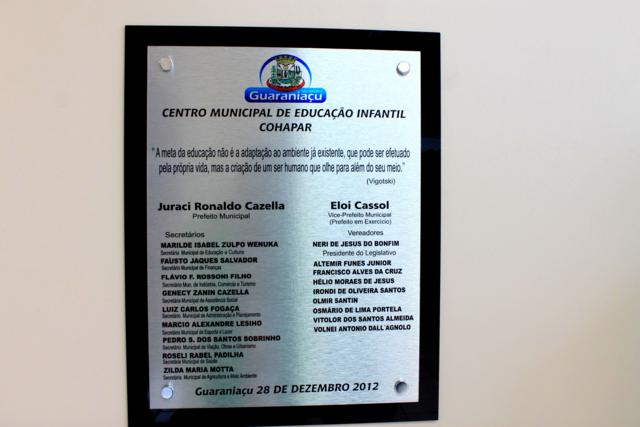 Guaraniaçu
CENTRO MUNICIPAL DE EDUCAÇÃO INFANTIL
COHAPAR
"A meta da educação não é a adaptação ao ambiente já existente, que pode ser efetuado
pela própria vida, mas a criação de um ser humano que olhe para além do seu meio."
(Vigotski)
Juraci Ronaldo Cazella
Prefeito Municipal
Eloi Cassol
Vice-Prefeito Municipal
(Prefeito em Exercício)
Secretários
MARILDE ISABEL ZULPO WENUKA
Secretária Municipal de Educação e Cultura
FAUSTO JAQUES SALVADOR
Secretário Municipal de Finanças
FLÁVIO F. ROSSONI FILHO
Secretário Mun. de Indústria, Comércio e Turismo
GENECY ZANIN CAZELLA
Secretária Municipal de Assistência Social
LUIZ CARLOS FOGAÇA
Secretário Municipal de Administração e Planejamento
MARCIO ALEXANDRE LESIHO
Secretário Municipal de Esporte e Lazer
PEDRO S. DOS SANTOS SOBRINHO
Secretário Municipal de Viação, Obras e Urbanismo
ROSELI RABEL PADILHA
Secretária Municipal de Saúde
ZILDA MARIA MOTTA
Secretária Municipal de Agricultura e Meio Ambiente
Vereadores
NERI DE JESUS DO BONFIM
Presidente do Legislativo
ALTEMIR FUNES JUNIOR
FRANCISCO ALVES DA CRUZ
HÉLIO MORAES DE JESUS
IRONDI DE OLIVEIRA SANTOS
OLMIR SANTIN
OSMÁRIO DE LIMA PORTELA
VITOLOR DOS SANTOS ALMEIDA
VOLNEI ANTONIO DALL'AGNOLO
Guaraniaçu 28 DE DEZEMBRO 2012